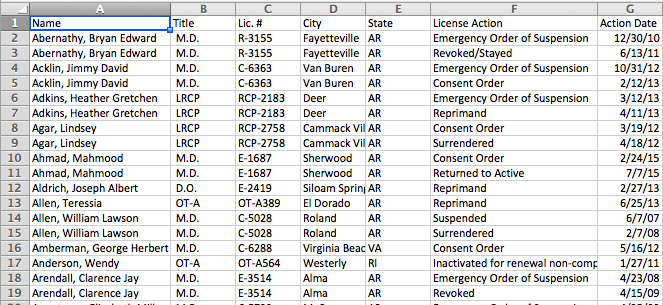 A B C D E F G
1 Name Title Lic. # City State License Action Action Date
2 Abernathy, Bryan Edward M.D. R-3155 Fayetteville AR Emergency Order of Suspension 12/30/10
3 Abernathy, Bryan Edward M.D. R-3155 Fayetteville AR Revoked/Stayed 6/13/11
4 Acklin, Jimmy David M.D. C-6363 Van Buren AR Emergency Order of Suspension 10/31/12
5 Acklin, Jimmy David M.D. C-6363 Van Buren AR Consent Order 2/12/13
6 Adkins, Heather Gretchen LRCP RCP-2183 Deer AR Emergency Order of Suspension 3/12/13
7 Adkins, Heather Gretchen LRCP RCP-2183 Deer AR Reprimand 4/11/13
8 Agar, Lindsey LRCP RCP-2758 Cammack Vil AR Consent Order 3/19/12
9 Agar, Lindsey LRCP RCP-2758 Cammack Vil AR Surrendered 4/18/12
10 Ahmad, Mahmood M.D. E-1687 Sherwood AR Consent Order 2/24/15
11 Ahmad, Mahmood M.D. E-1687 Sherwood AR Returned to Active 7/7/15
12 Aldrich, Joseph Albert D.O. E-2419 Siloam Spring AR Reprimand 2/27/13
13 Allen, Teressia OT-A OT-A389 El Dorado AR Reprimand 6/25/13
14 Allen, William Lawson M.D. C-5028 Roland AR Suspended 6/7/07
15 Allen, William Lawson M.D. C-5028 Roland AR Surrendered 2/7/08
16 Amberman, George Herbert M.D. C-6288 Virginia Beac VA Consent Order 5/16/12
17 Anderson, Wendy OT-A OT-A564 Westerly RI Inactivated for renewal non-comp 1/27/11
18 Arendall, Clarence Jay M.D. E-3514 Alma AR Emergency Order of Suspension 4/23/08
19 Arendall, Clarence Jay M.D. E-3514 Alma AR Revoked 4/15/09